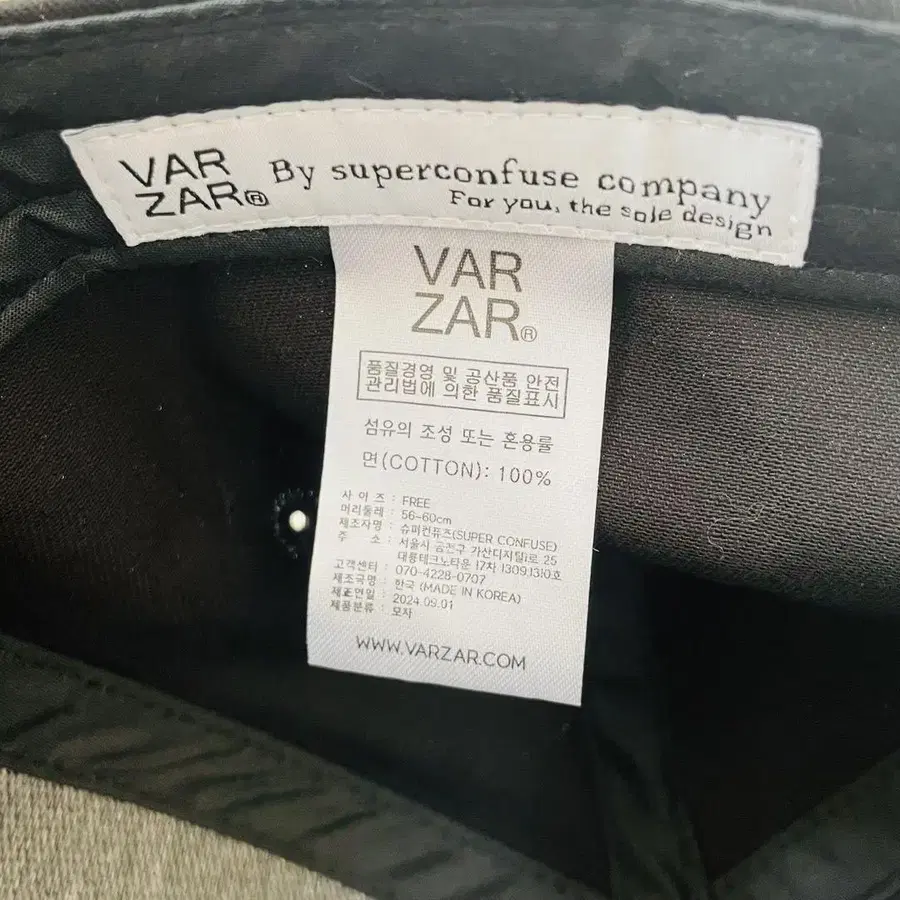 VAR
ZAR®
By superconfuse company
For you, the sole design
VAR
ZAR®
품질경영 및 공산품 안전
관리법에 의한 품질표시
섬유의 조성 또는 혼용률
면(COTTON): 100%
사 이 즈 : FREE
머리둘레 : 56~60cm
제조자명 : 슈퍼컨퓨즈(SUPER CONFUSE)
주 소 : 서울시 금천구 가산디지털1로 25
대륭테크노타운 17차 1309,1310호
고객센터 : 070-4228-0707
제조국명 : 한국 (MADE IN KOREA)
제조연월 : 2024.09.01
제품분류 : 모자
WWW.VARZAR.COM